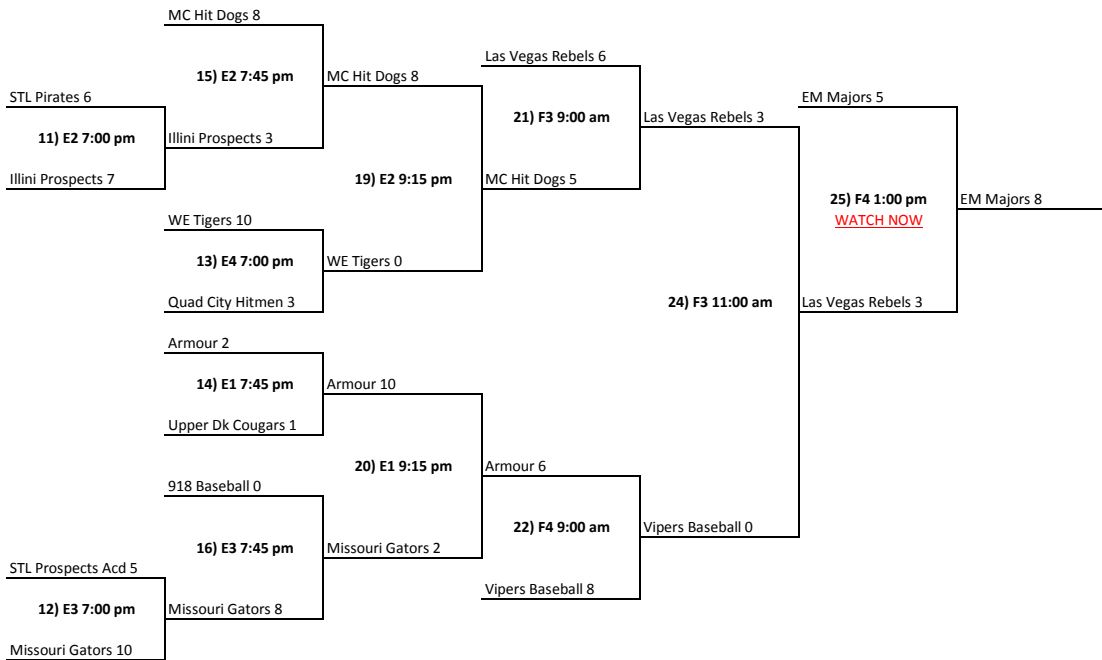 MC Hit Dogs 8
Las Vegas Rebels 6
15) E2 7:45 pm
MC Hit Dogs 8
STL Pirates 6
EM Majors 5
21) F3 9:00 am
Las Vegas Rebels 3
11) E2 7:00 pm
Illini Prospects 3
Illini Prospects 7
19) E2 9:15 pm
MC Hit Dogs 5
25) F4 1:00 pm
EM Majors 8
WE Tigers 10
WATCH NOW
13) E4 7:00 pm
WE Tigers 0
Quad City Hitmen 3
24) F3 11:00 am
Las Vegas Rebels 3
Armour 2
14) E1 7:45 pm
Armour 10
Upper Dk Cougars 1
20) E1 9:15 pm
Armour 6
918 Baseball 0
22) F4 9:00 am
Vipers Baseball 0
16) E3 7:45 pm
Missouri Gators 2
STL Prospects Acd 5
Vipers Baseball 8
12) E3 7:00 pm
Missouri Gators 8
Missouri Gators 10